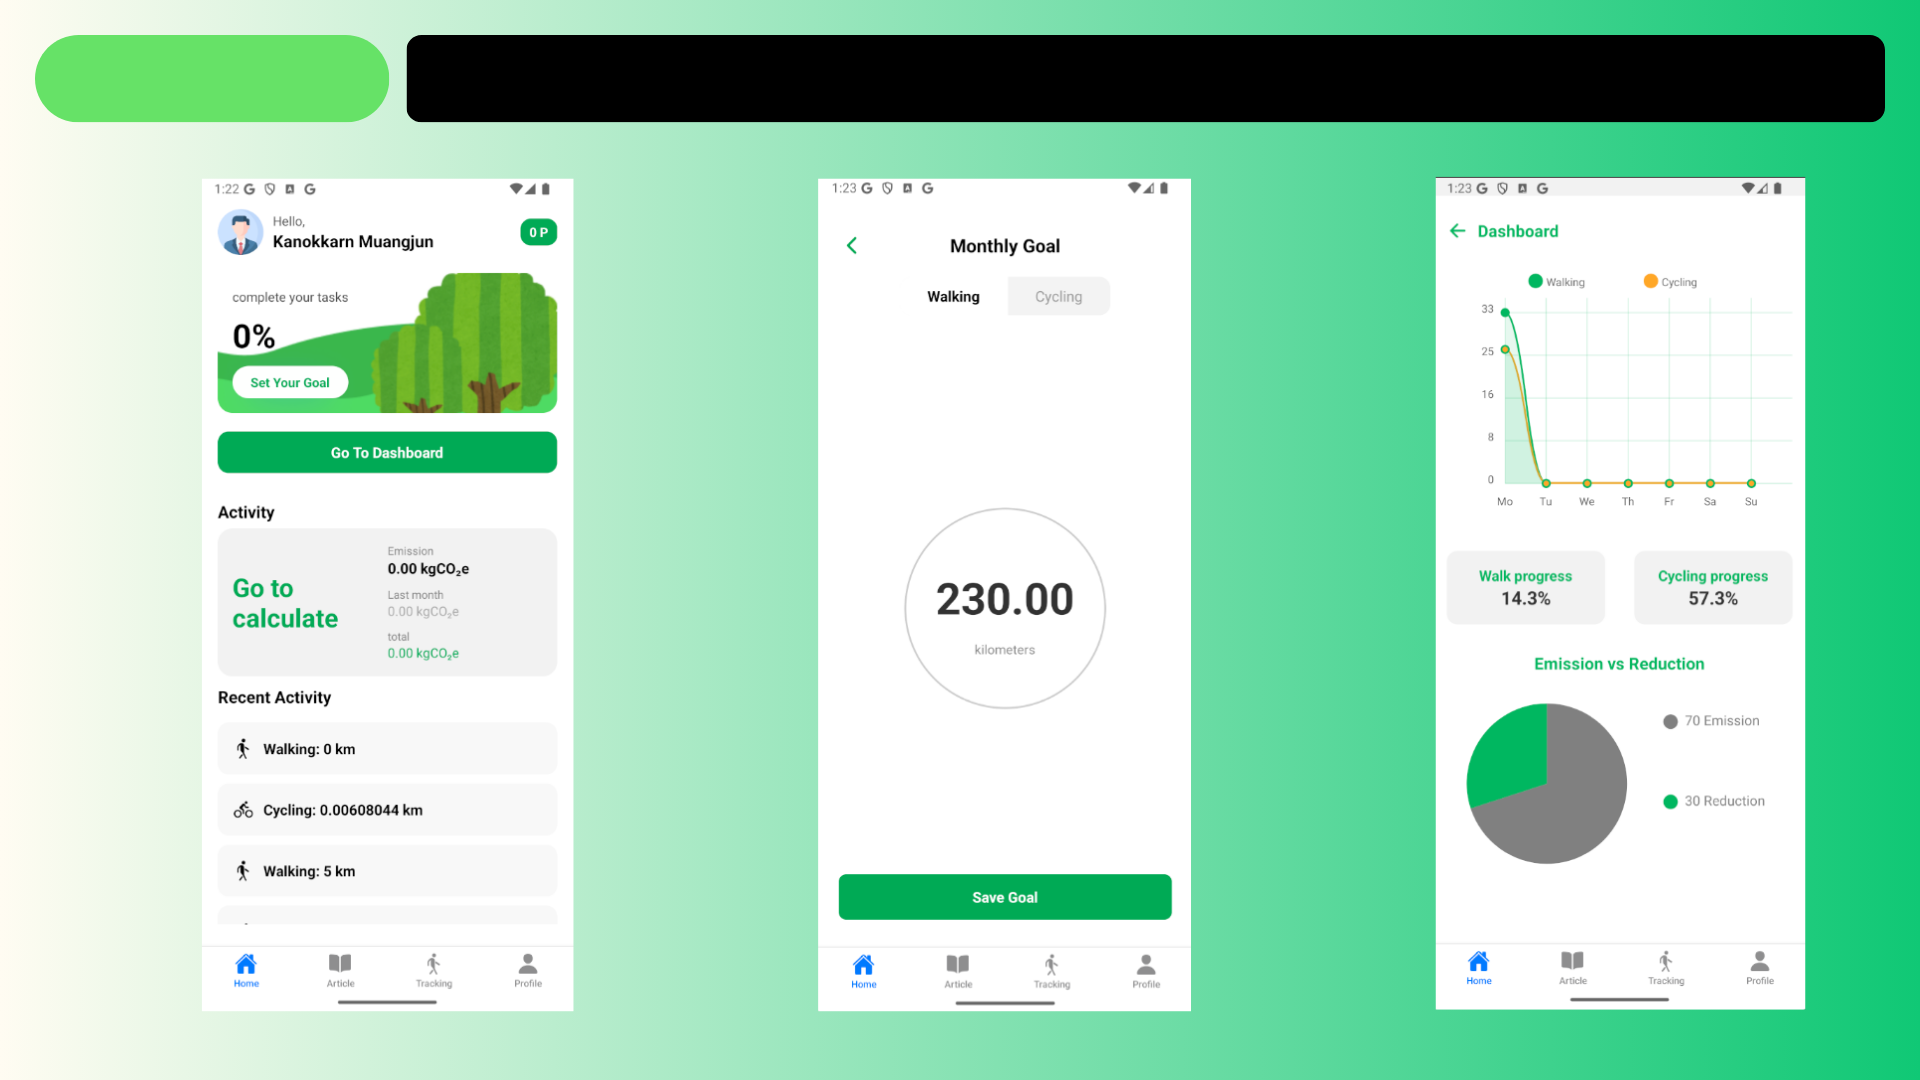 1:22
Hello,
Kanokkarn Muangjun
0 P
complete your tasks
0%
Set Your Goal
Go To Dashboard
Activity
Go to
calculate
Emission
0.00 kgCO₂e
Last month
0.00 kgCO₂e
total
0.00 kgCO₂e
Recent Activity
Walking: 0 km
Cycling: 0.00608044 km
Walking: 5 km
Home
Article
Tracking
Profile
1:23
Monthly Goal
Walking
Cycling
230.00
kilometers
Save Goal
Home
Article
Tracking
Profile
1:23
Dashboard
Walking
Cycling
33
25
16
8
0
Mo Tu We Th Fr Sa Su
Walk progress
14.3%
Cycling progress
57.3%
Emission vs Reduction
70 Emission
30 Reduction
Home
Article
Tracking
Profile